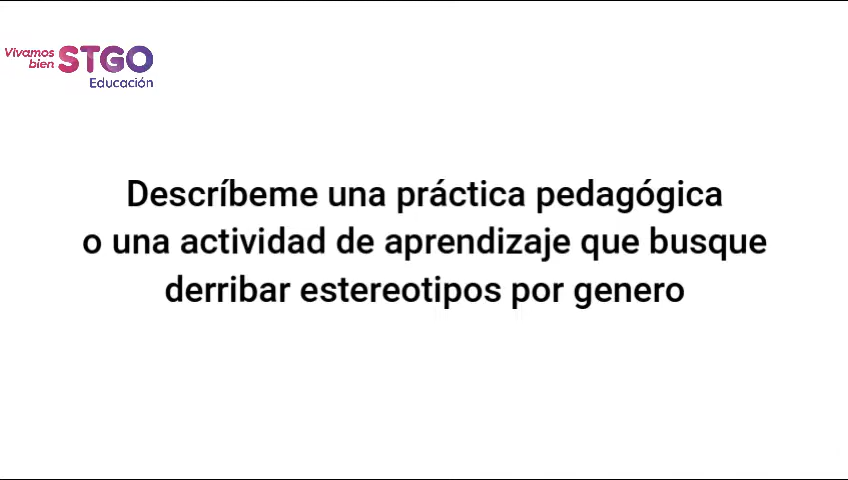 Vivamos
bien STGO
Educación
Descríbeme una práctica pedagógica
o una actividad de aprendizaje que busque
derribar estereotipos por genero